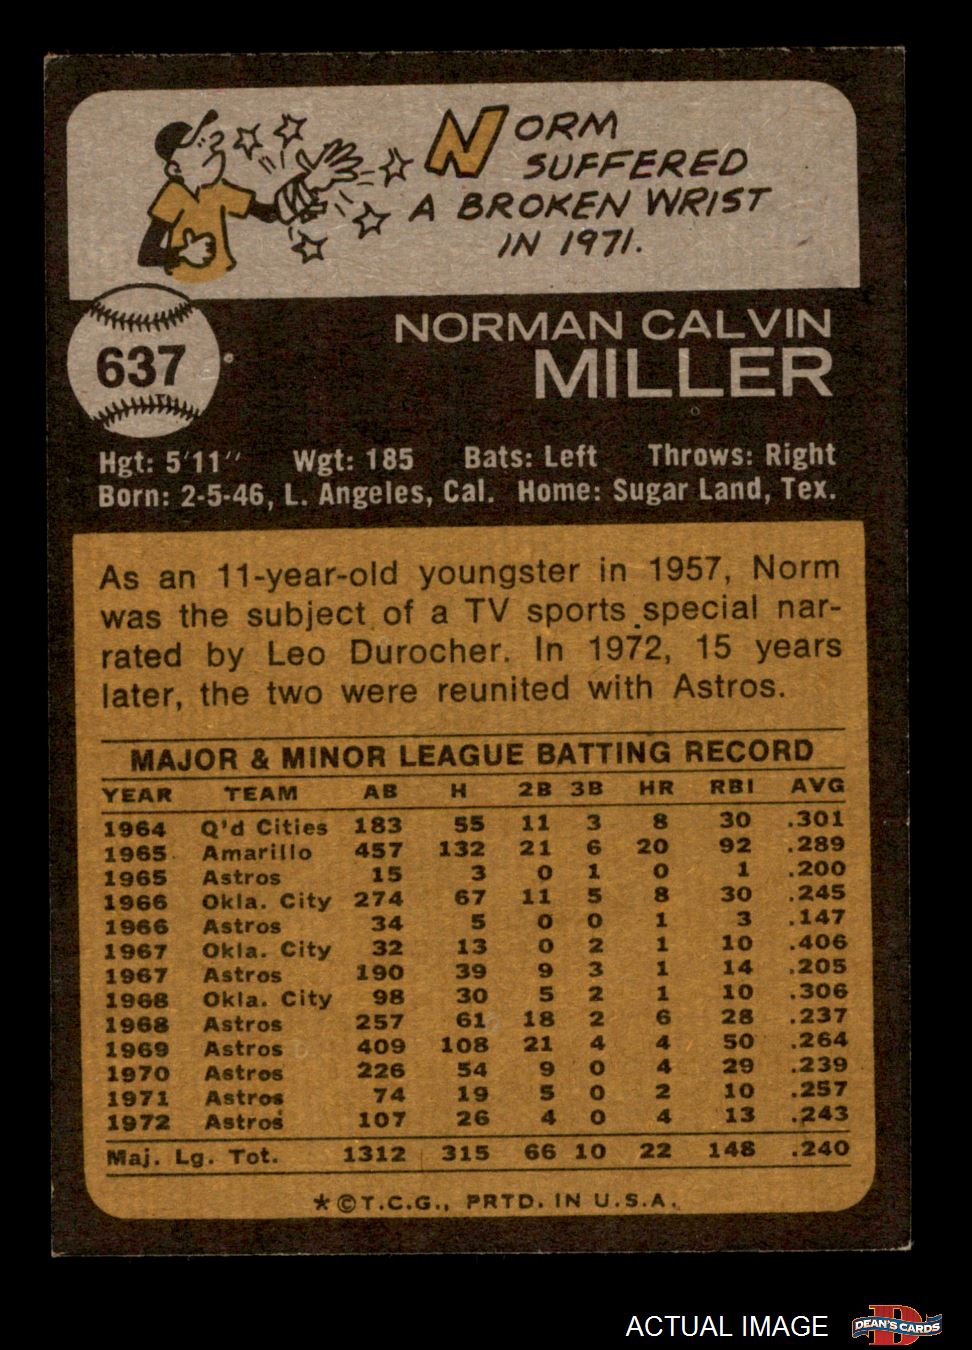 NORM
SUFFERED
A BROKEN WRIST
IN 1971.
637
NORMAN CALVIN
MILLER
Hgt: 5'11" Wgt: 185 Bats: Left Throws: Right
Born: 2-5-46, L. Angeles, Cal. Home: Sugar Land, Tex.
As an 11-year-old youngster in 1957, Norm
was the subject of a TV sports special nar-
rated by Leo Durocher. In 1972, 15 years
later, the two were reunited with Astros.
MAJOR & MINOR LEAGUE BATTING RECORD
YEAR TEAM AB H 2B 3B HR RBI AVG
1964 Q'd Cities 183 55 11 3 8 30 .301
1965 Amarillo 457 132 21 6 20 92 .289
1965 Astros 15 3 0 1 0 1 .200
1966 Okla. City 274 67 11 5 8 30 .245
1966 Astros 34 5 0 0 1 3 .147
1967 Okla. City 32 13 0 2 1 10 .406
1967 Astros 190 39 9 3 1 14 .205
1968 Okla. City 98 30 5 2 1 10 .306
1968 Astros 257 61 18 2 6 28 .237
1969 Astros 409 108 21 4 4 50 .264
1970 Astros 226 54 9 0 4 29 .239
1971 Astros 74 19 5 0 2 10 .257
1972 Astros 107 26 4 0 4 13 .243
Maj. Lg. Tot. 1312 315 66 10 22 148 .240
*©T.C.G., PRTD. IN U.S.A.
ACTUAL IMAGE
D
DEAN'S CARDS